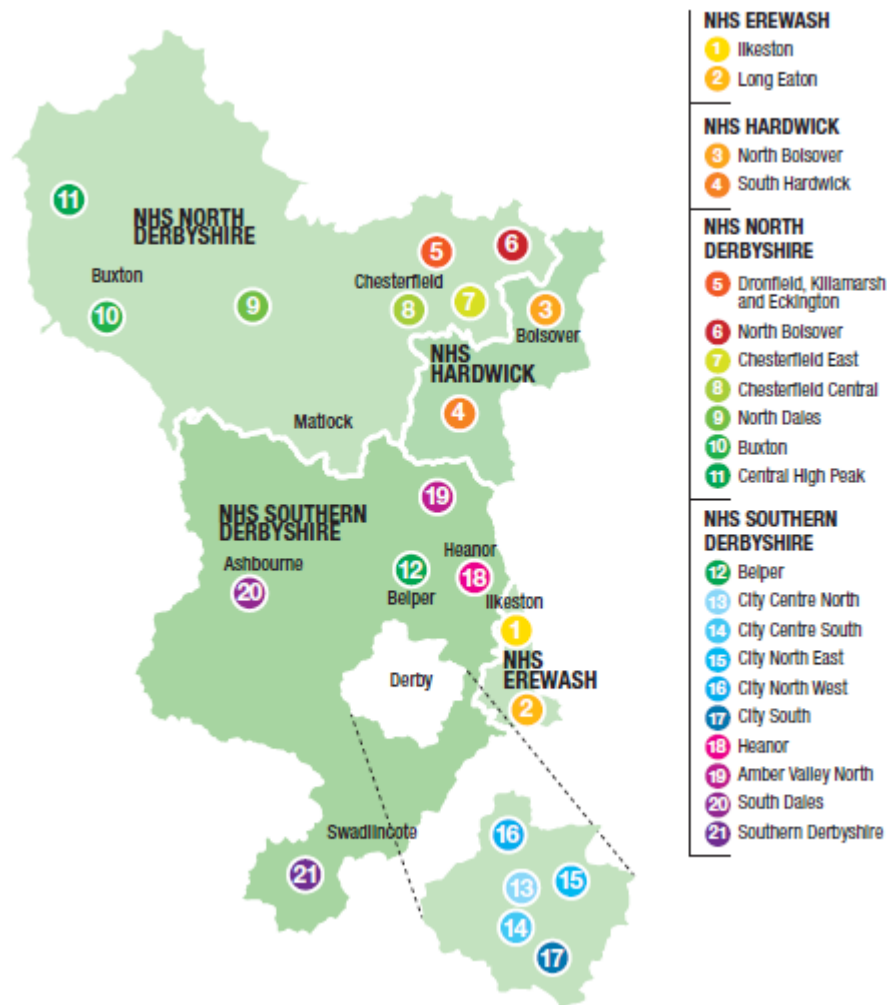 NHS EREWASH
1 Ilkeston
2 Long Eaton
NHS HARDWICK
3 North Bolsover
4 South Hardwick
NHS NORTH
DERBYSHIRE
5 Dronfield, Killamarsh
and Eckington
6 North Bolsover
7 Chesterfield East
8 Chesterfield Central
9 North Dales
10 Buxton
11 Central High Peak
NHS SOUTHERN
DERBYSHIRE
12 Belper
13 City Centre North
14 City Centre South
15 City North East
16 City North West
17 City South
18 Heanor
19 Amber Valley North
20 South Dales
21 Southern Derbyshire
11
NHS NORTH
DERBYSHIRE
6
5
Buxton
Chesterfield
10
9
8
7
3
Bolsover
NHS
HARDWICK
4
Matlock
19
NHS SOUTHERN
DERBYSHIRE
Heanor
Ashbourne
12
18
20
Belper
Ilkeston
1
NHS
EREWASH
Derby
2
Swadlincote
16
21
13
15
14
17